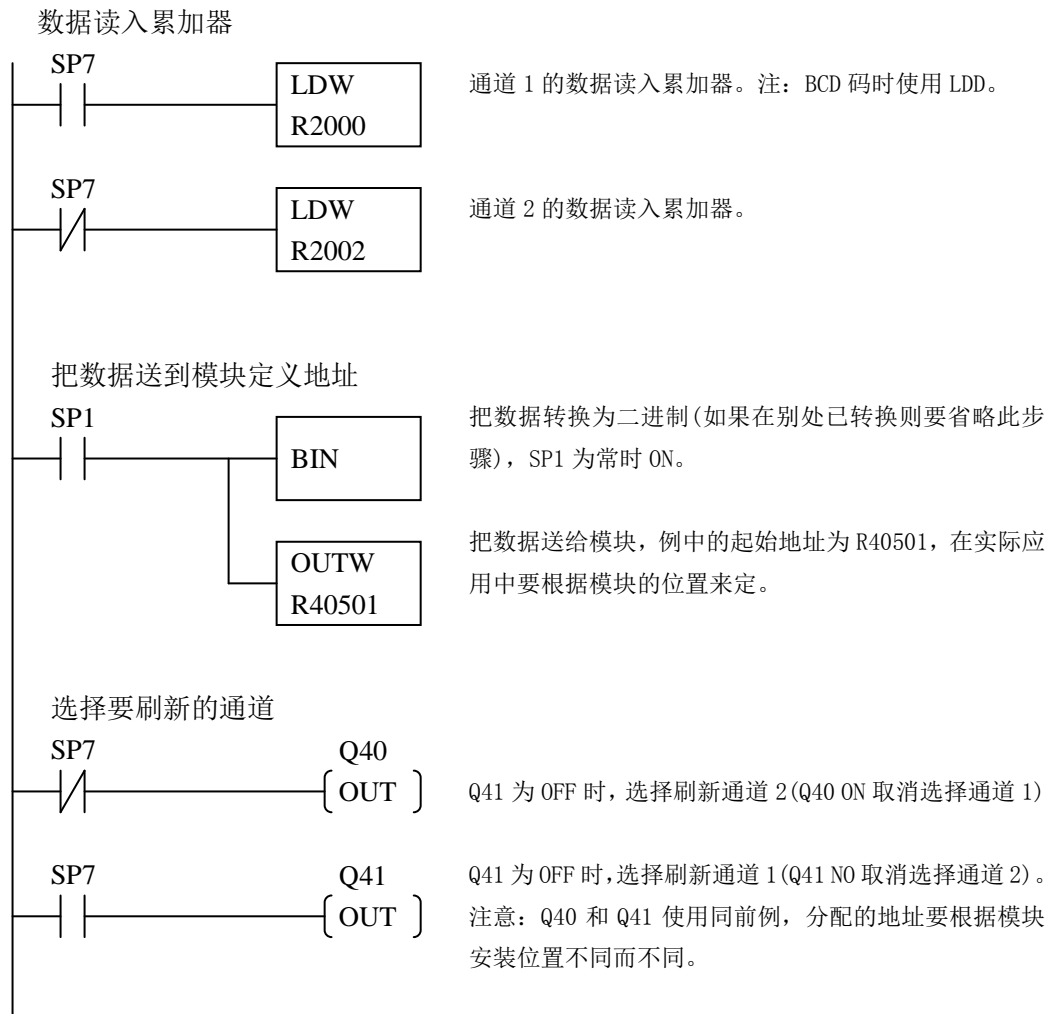 数据读入累加器
SP7
LDW
R2000
通道 1 的数据读入累加器。注：BCD 码时使用 LDD。
SP7
LDW
R2002
通道 2 的数据读入累加器。
把数据送到模块定义地址
SP1
BIN
把数据转换为二进制(如果在别处已转换则要省略此步
骤)，SP1 为常时 ON。
OUTW
R40501
把数据送给模块，例中的起始地址为 R40501，在实际应
用中要根据模块的位置来定。
选择要刷新的通道
SP7
Q40
OUT
Q41 为 OFF 时，选择刷新通道 2(Q40 ON 取消选择通道 1)
SP7
Q41
OUT
Q41 为 OFF 时，选择刷新通道 1(Q41 NO 取消选择通道 2)。
注意：Q40 和 Q41 使用同前例，分配的地址要根据模块
安装位置不同而不同。